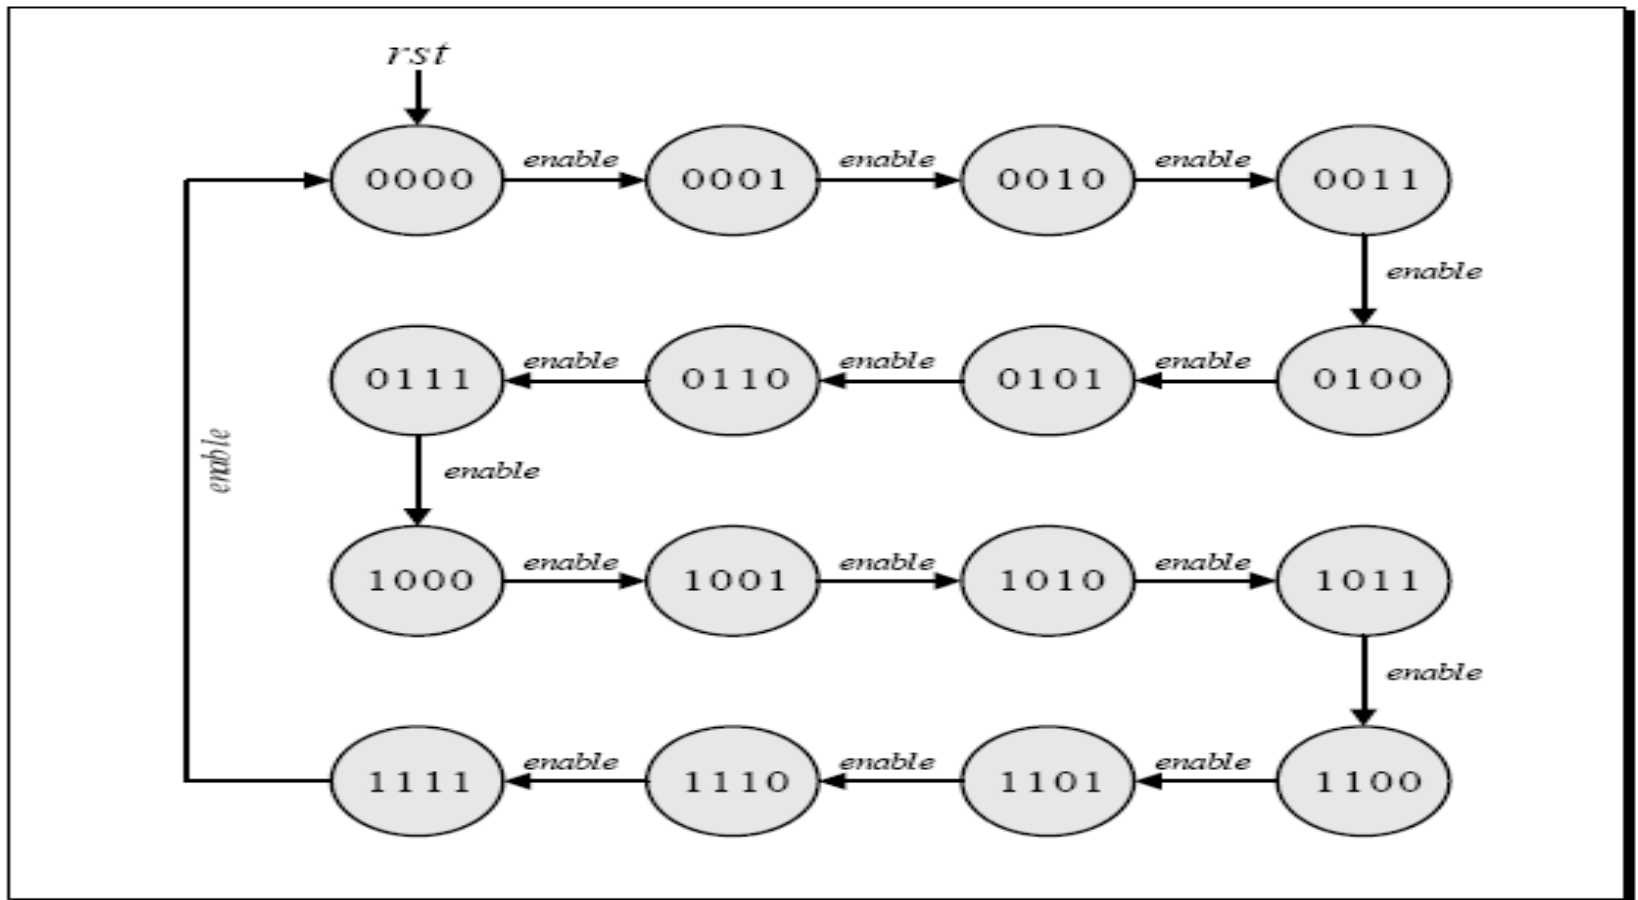 rst
0000 enable 0001 enable 0010 enable 0011
enable
0111 enable 0110 enable 0101 enable 0100
enable
enable
1000 enable 1001 enable 1010 enable 1011
enable
1111 enable 1110 enable 1101 enable 1100